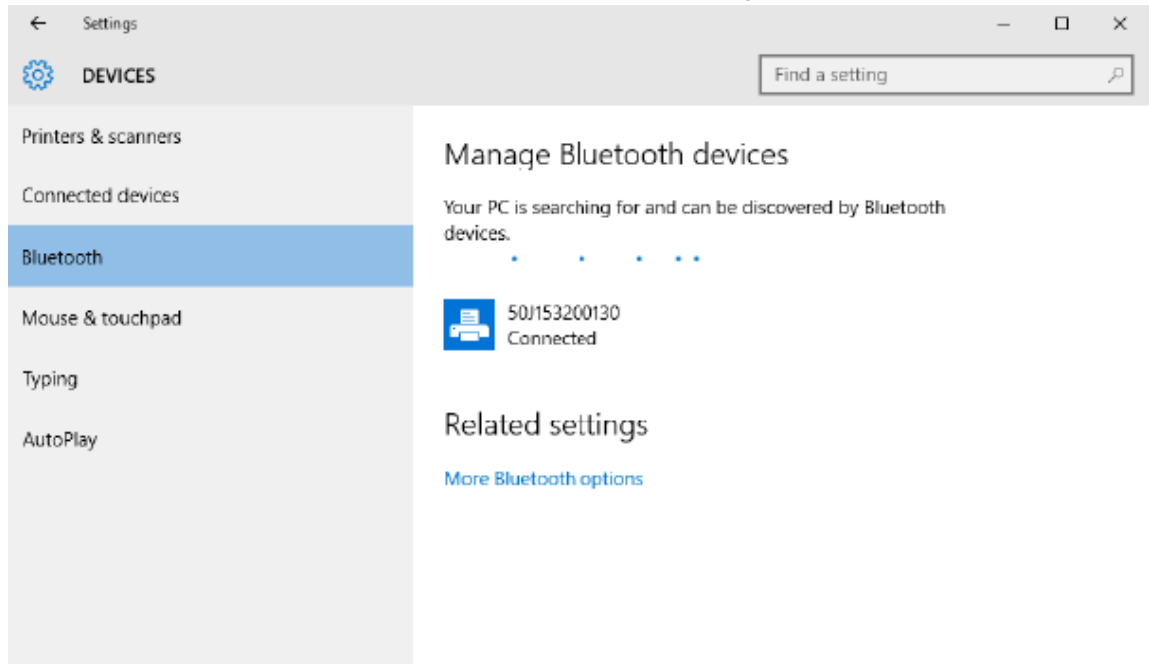 Settings
DEVICES
Find a setting
Printers & scanners
Connected devices
Bluetooth
Mouse & touchpad
Typing
AutoPlay
Manage Bluetooth devices
Your PC is searching for and can be discovered by Bluetooth
devices.
50J153200130
Connected
Related settings
More Bluetooth options